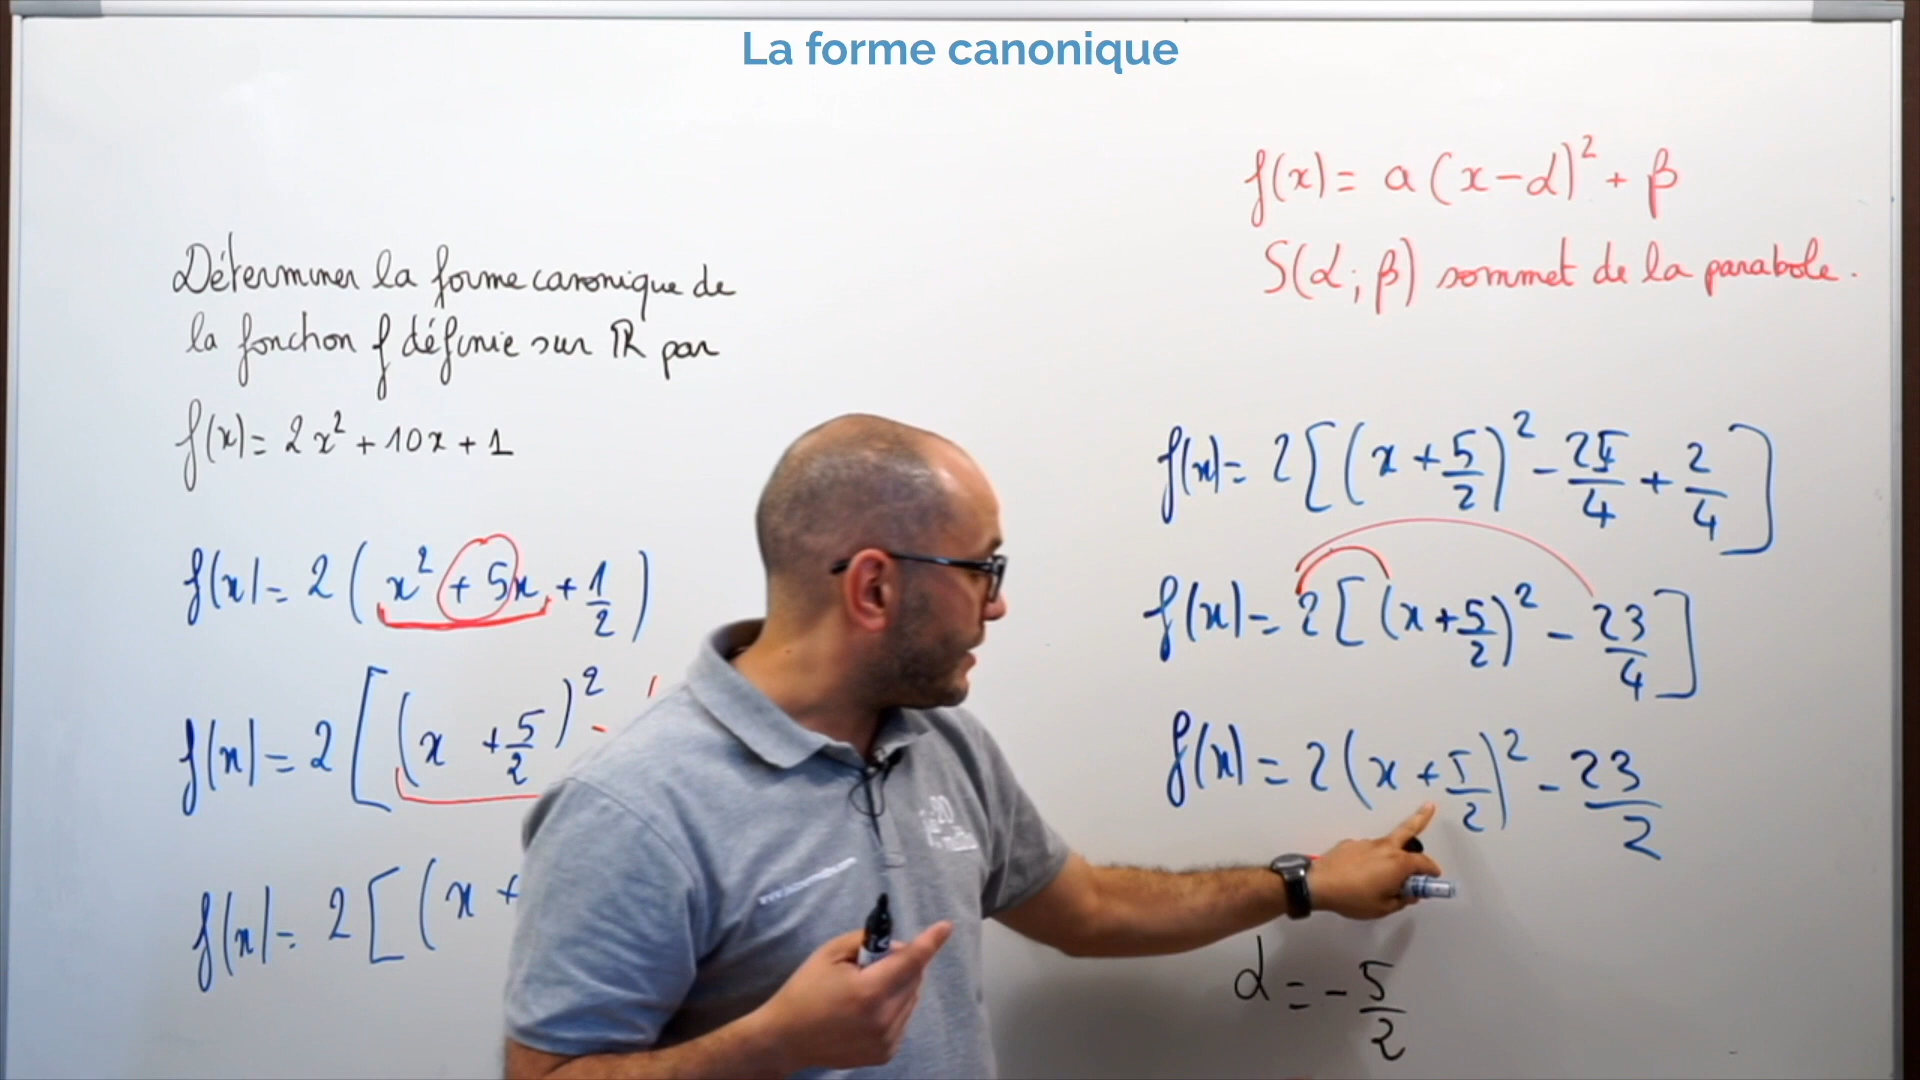 La forme canonique
Déterminer la forme canonique de
la fonction f définie sur ℝ par
f(x) = 2x² + 10x + 1
f(x) = 2 ( x² + 5x + 1/2 )
f(x) = 2 [ ( x + 5/2 )² -
f(x) = 2 [ ( x +
f(x) = a ( x - α )² + β
S(α ; β) sommet de la parabole.
f(x) = 2 [ ( x + 5/2 )² - 25/4 + 2/4 ]
f(x) = 2 [ ( x + 5/2 )² - 23/4 ]
f(x) = 2 ( x + 5/2 )² - 23/2
α = - 5/2